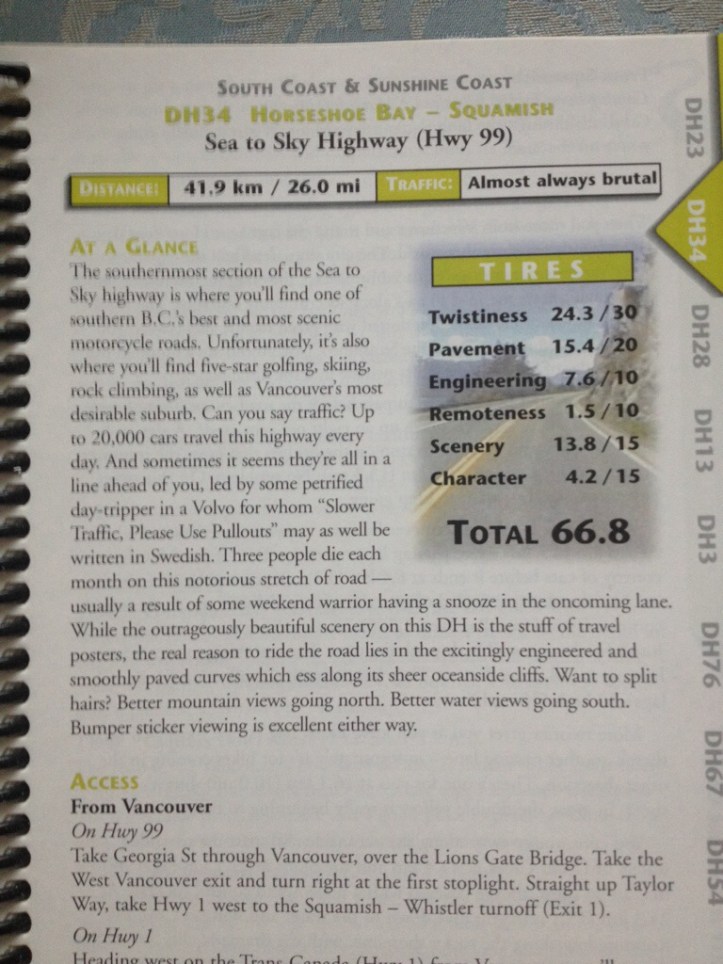 SOUTH COAST & SUNSHINE COAST
DH34 HORSESHOE BAY – SQUAMISH
Sea to Sky Highway (Hwy 99)
DISTANCE: 41.9 km / 26.0 mi TRAFFIC: Almost always brutal
AT A GLANCE
The southernmost section of the Sea to
Sky highway is where you'll find one of
southern B.C.'s best and most scenic
motorcycle roads. Unfortunately, it's also
where you'll find five-star golfing, skiing,
rock climbing, as well as Vancouver's most
desirable suburb. Can you say traffic? Up
to 20,000 cars travel this highway every
day. And sometimes it seems they're all in a
line ahead of you, led by some petrified
day-tripper in a Volvo for whom “Slower
Traffic, Please Use Pullouts” may as well be
written in Swedish. Three people die each
month on this notorious stretch of road —
usually a result of some weekend warrior having a snooze in the oncoming lane.
While the outrageously beautiful scenery on this DH is the stuff of travel
posters, the real reason to ride the road lies in the excitingly engineered and
smoothly paved curves which ess along its sheer oceanside cliffs. Want to split
hairs? Better mountain views going north. Better water views going south.
Bumper sticker viewing is excellent either way.
TIRES
Twistiness 24.3 / 30
Pavement 15.4 / 20
Engineering 7.6 / 10
Remoteness 1.5 / 10
Scenery 13.8 / 15
Character 4.2 / 15
TOTAL 66.8
ACCESS
From Vancouver
On Hwy 99
Take Georgia St through Vancouver, over the Lions Gate Bridge. Take the
West Vancouver exit and turn right at the first stoplight. Straight up Taylor
Way, take Hwy 1 west to the Squamish – Whistler turnoff (Exit 1).
On Hwy 1
Heading west on the Trans Canada (Hwy 1) from
DH23
DH34
DH28
DH13
DH3
DH76
DH67
DH54